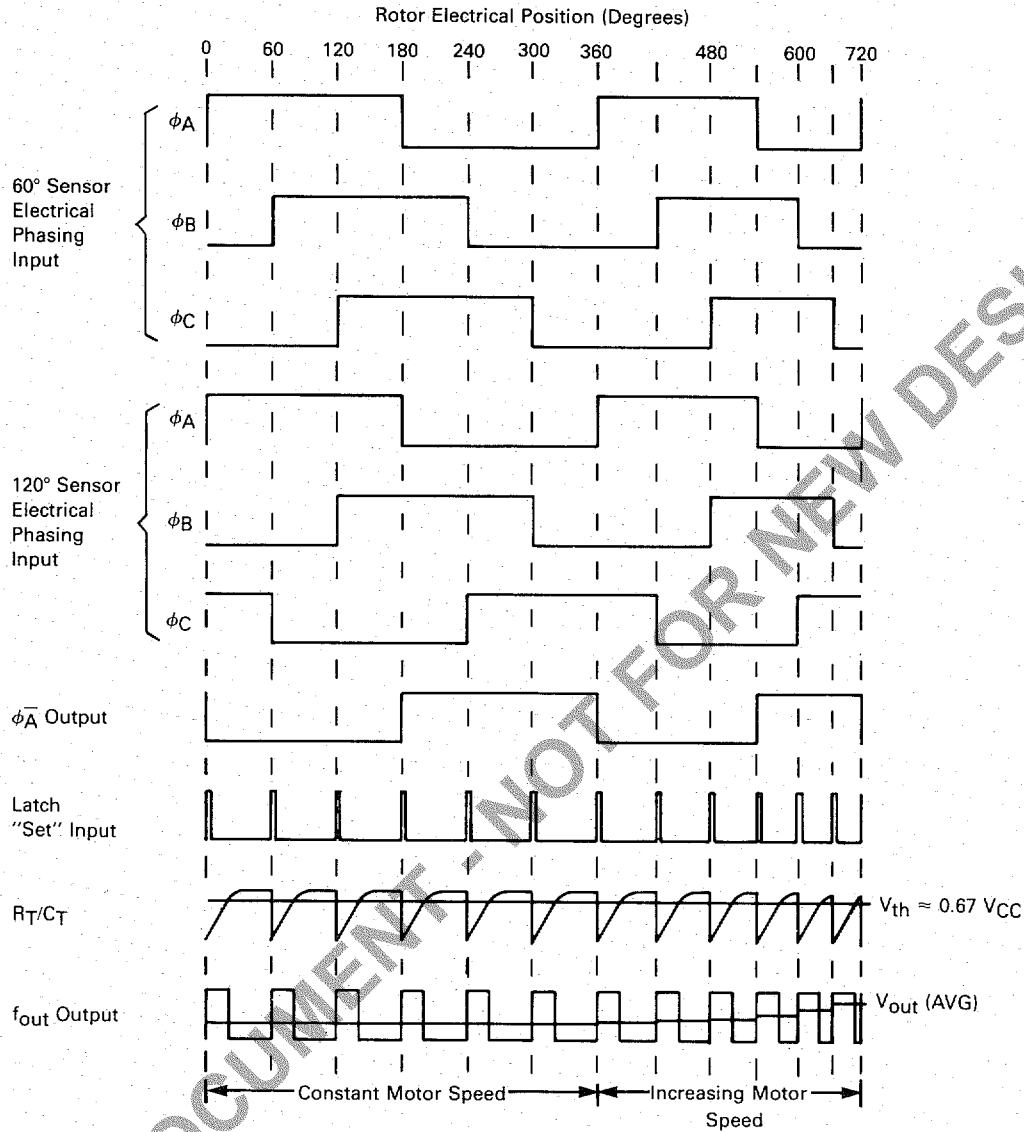 Rotor Electrical Position (Degrees)
0 60 120 180 240 300 360 480 600 720
60° Sensor
Electrical
Phasing
Input
ϕA
ϕB
ϕC
120° Sensor
Electrical
Phasing
Input
ϕA
ϕB
ϕC
ϕA̅ Output
Latch
"Set" Input
RT/CT
Vth ≈ 0.67 VCC
fout Output
Vout (AVG)
Constant Motor Speed
Increasing Motor
Speed
OCUMENT - NOT FOR NEW DES